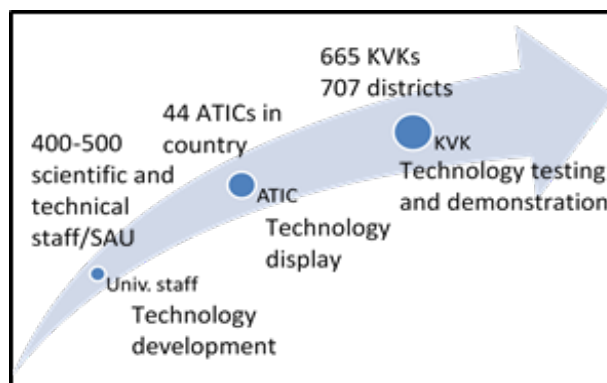 400-500
scientific and
technical
staff/SAU
Univ. staff
Technology
development
44 ATICs in
country
ATIC
Technology
display
665 KVKs
707 districts
KVK
Technology testing
and demonstration